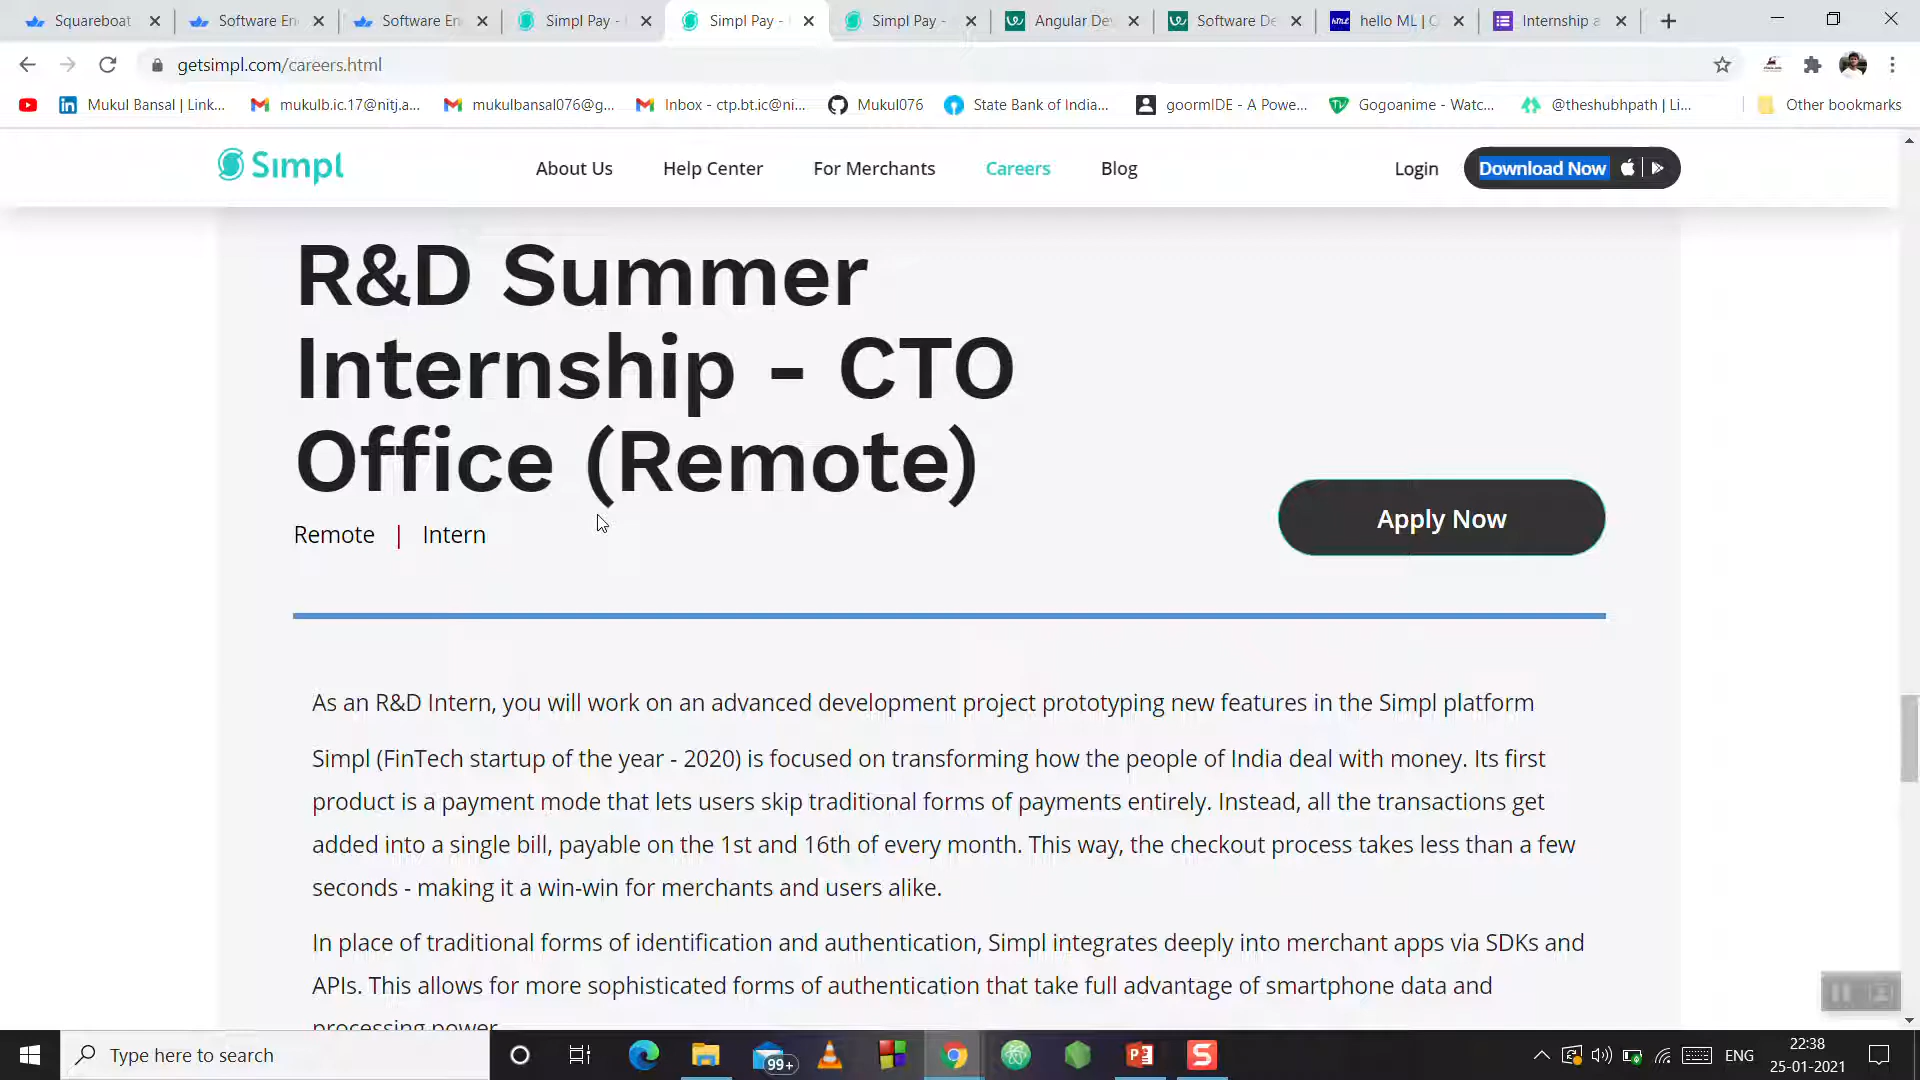 Squareboat
Software En
Software En
Simpl Pay -
Simpl Pay -
Simpl Pay -
Angular De
Software De
hello ML | C
Internship a
getsimpl.com/careers.html
Mukul Bansal | Link...
mukulb.ic.17@nitj.a...
mukulbansal076@g...
Inbox - ctp.bt.ic@ni...
Mukul076
State Bank of India...
goormIDE - A Powe...
Gogoanime - Watc...
@theshubhpath | Li...
Other bookmarks
Simpl
About Us
Help Center
For Merchants
Careers
Blog
Login
Download Now
R&D Summer
Internship - CTO
Office (Remote)
Remote | Intern
Apply Now
As an R&D Intern, you will work on an advanced development project prototyping new features in the Simpl platform
Simpl (FinTech startup of the year - 2020) is focused on transforming how the people of India deal with money. Its first
product is a payment mode that lets users skip traditional forms of payments entirely. Instead, all the transactions get
added into a single bill, payable on the 1st and 16th of every month. This way, the checkout process takes less than a few
seconds - making it a win-win for merchants and users alike.
In place of traditional forms of identification and authentication, Simpl integrates deeply into merchant apps via SDKs and
APIs. This allows for more sophisticated forms of authentication that take full advantage of smartphone data and
processing power.
Type here to search
99+
ENG
22:38
25-01-2021